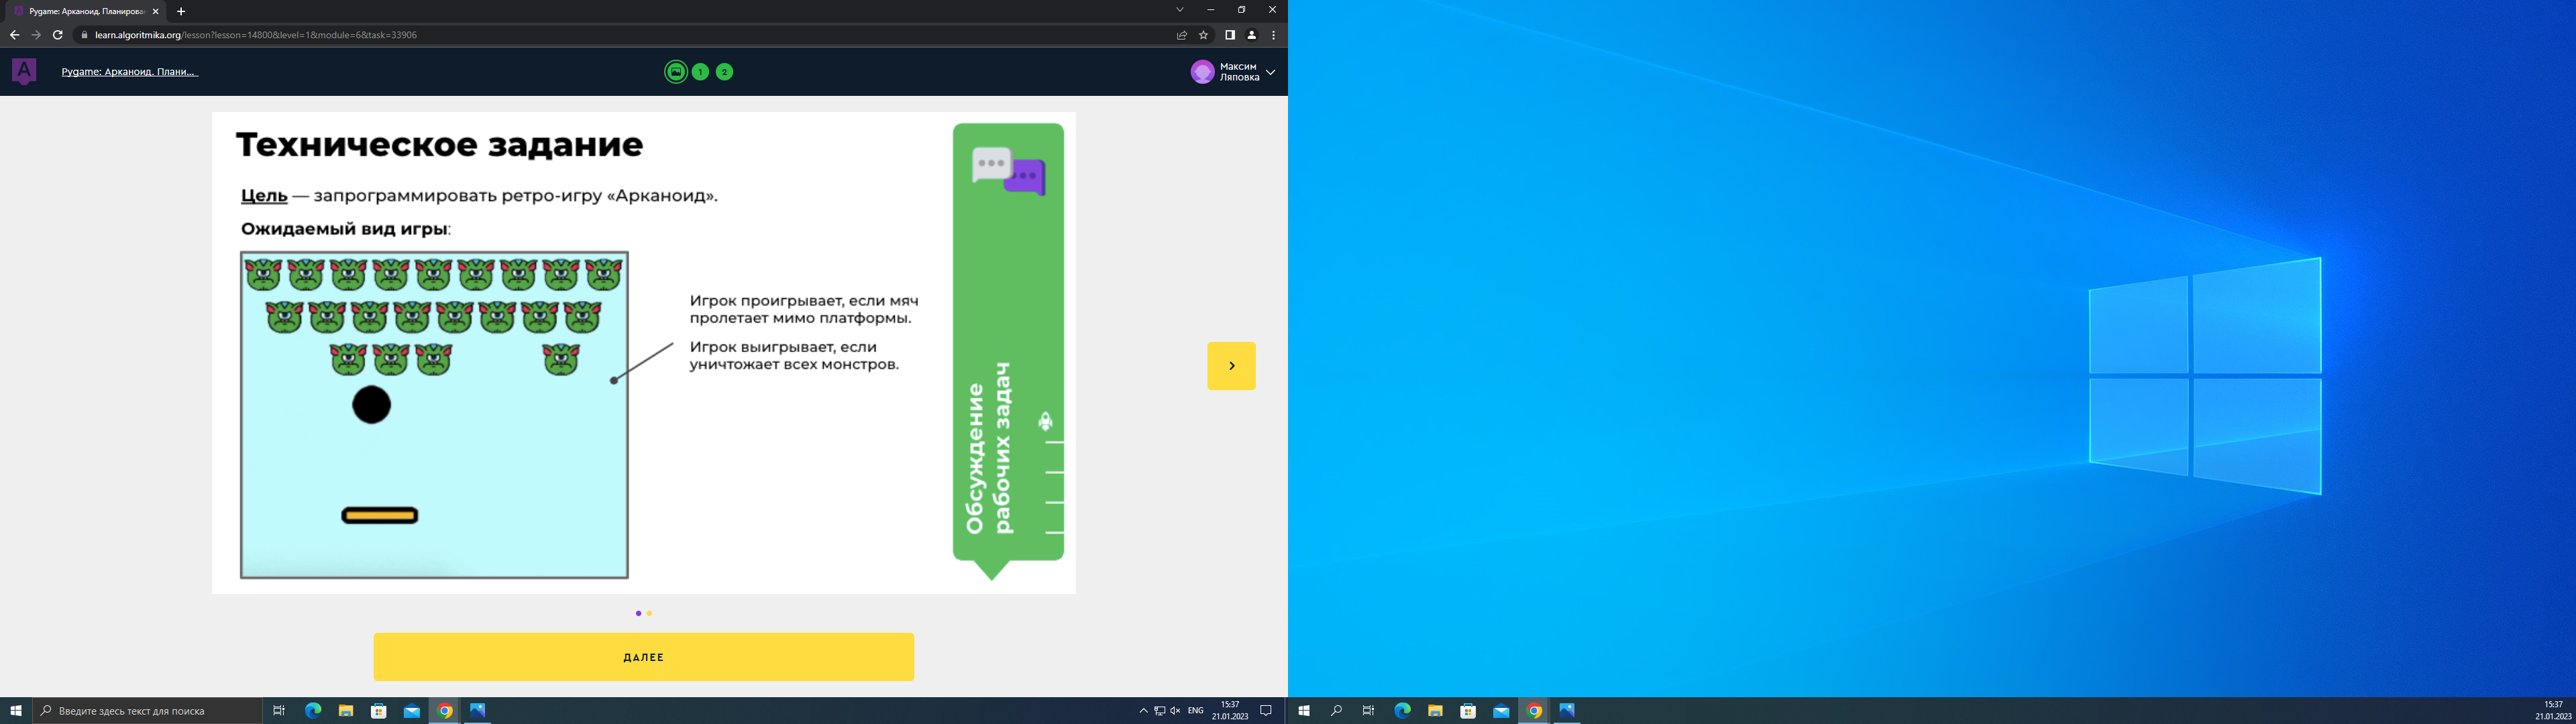 Pygame: Арканоид. Планирова
learn.algoritmika.org/lesson?lesson=14800&level=1&module=6&task=33906
A
Pygame: Арканоид. Плани...
1
2
Максим
Ляповка
Техническое задание
Цель — запрограммировать ретро-игру «Арканоид».
Ожидаемый вид игры:
Игрок проигрывает, если мяч
пролетает мимо платформы.
Игрок выигрывает, если
уничтожает всех монстров.
Обсуждение
рабочих задач
ДАЛЕЕ
Введите здесь текст для поиска
ENG
15:37
21.01.2023
15:37
21.01.2023